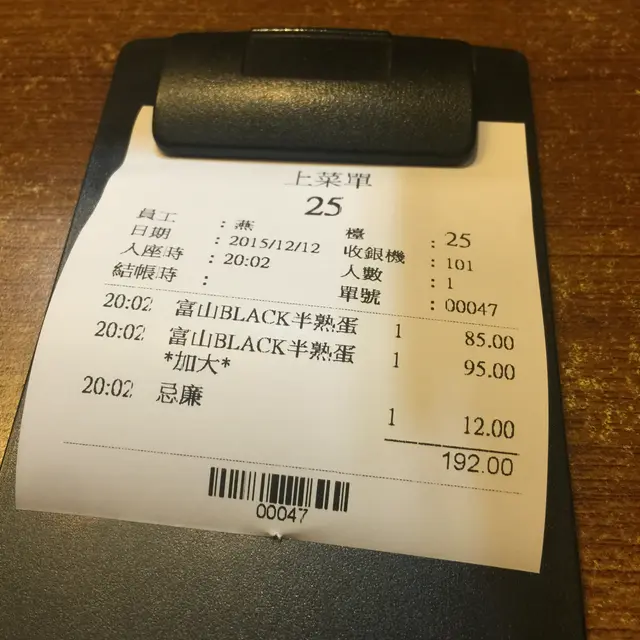 上菜單
25
員工 : 燕 檯 : 25
日期 : 2015/12/12 收銀機 : 101
入座時 : 20:02 人數 : 1
結帳時 : 單號 : 00047
20:02 富山BLACK半熟蛋 1 85.00
20:02 富山BLACK半熟蛋 1 95.00
*加大*
20:02 忌廉 1 12.00
192.00
00047